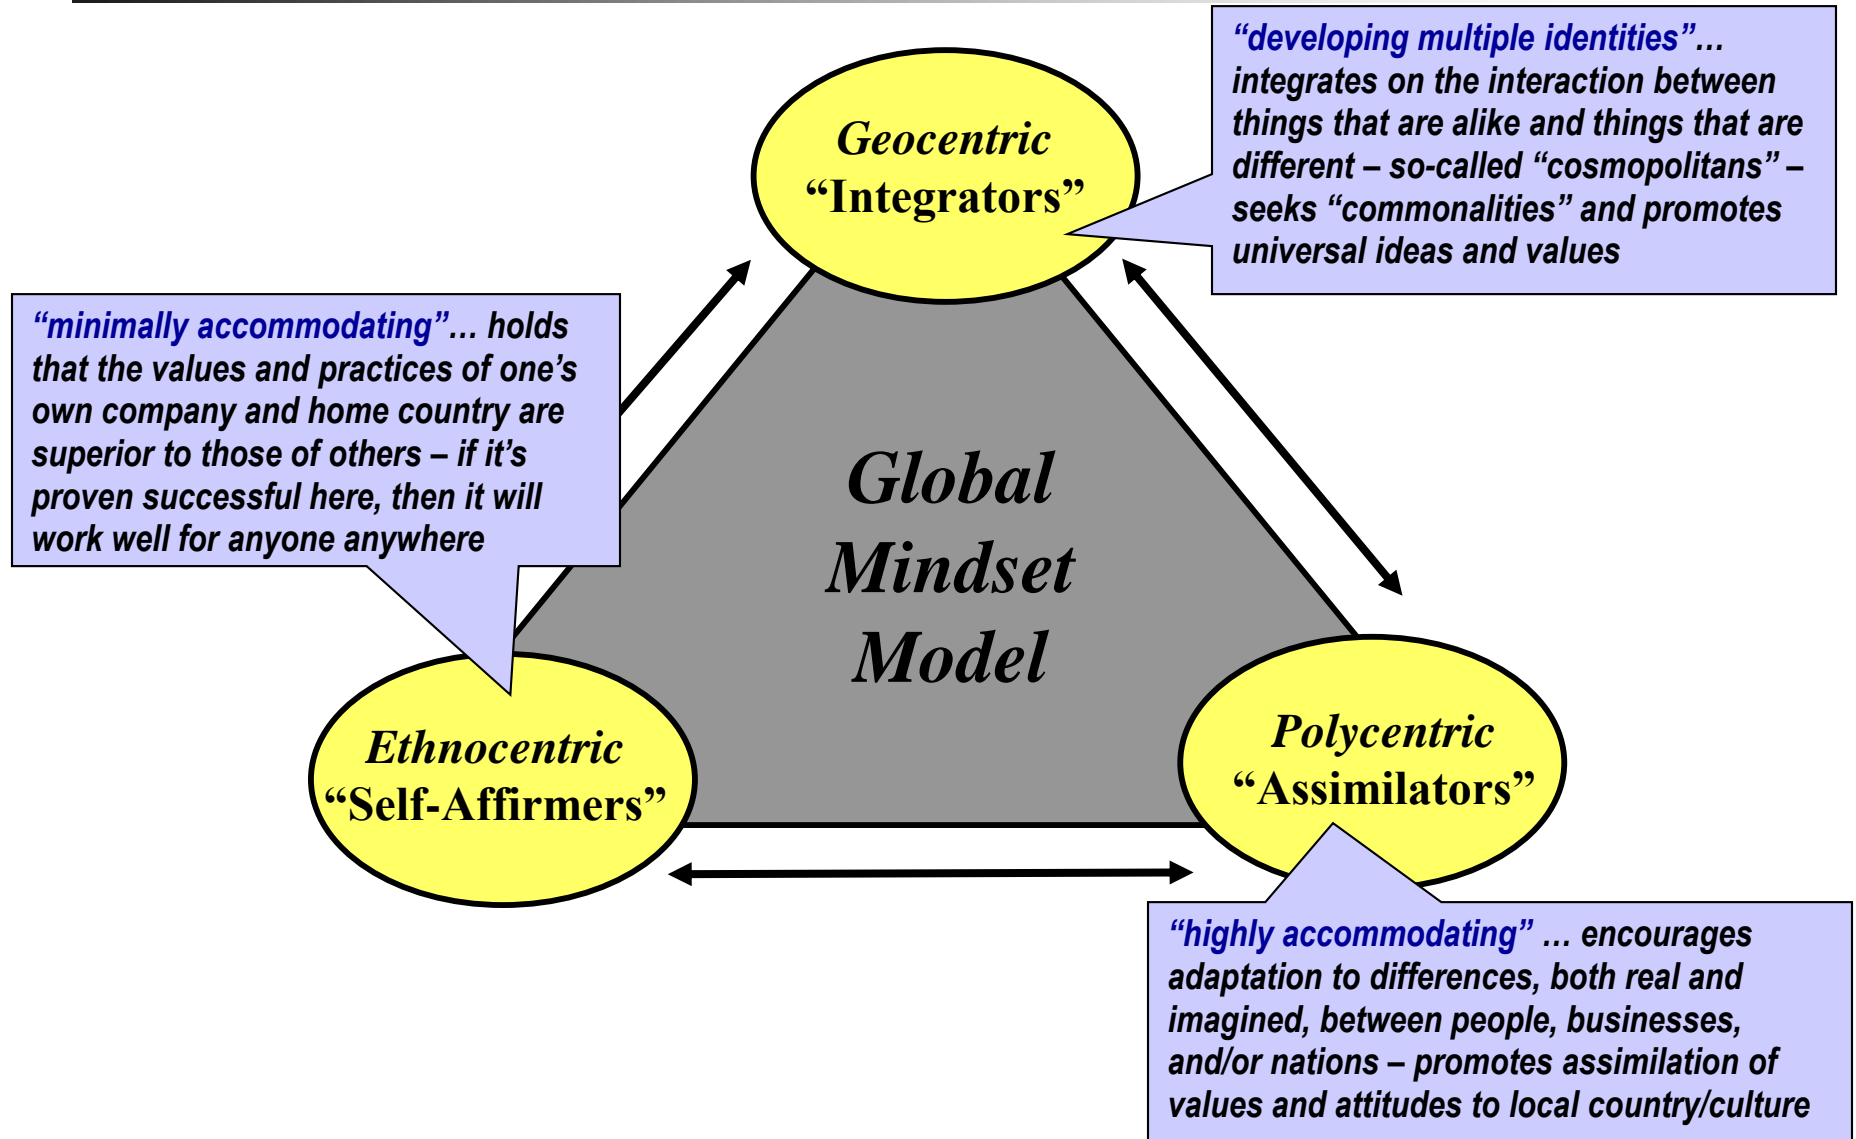 “developing multiple identities”…
integrates on the interaction between
things that are alike and things that are
different – so-called “cosmopolitans” –
seeks “commonalities” and promotes
universal ideas and values
Geocentric
“Integrators”
“minimally accommodating”… holds
that the values and practices of one’s
own company and home country are
superior to those of others – if it’s
proven successful here, then it will
work well for anyone anywhere
Global
Mindset
Model
Ethnocentric
“Self-Affirmers”
Polycentric
“Assimilators”
“highly accommodating” … encourages
adaptation to differences, both real and
imagined, between people, businesses,
and/or nations – promotes assimilation of
values and attitudes to local country/culture